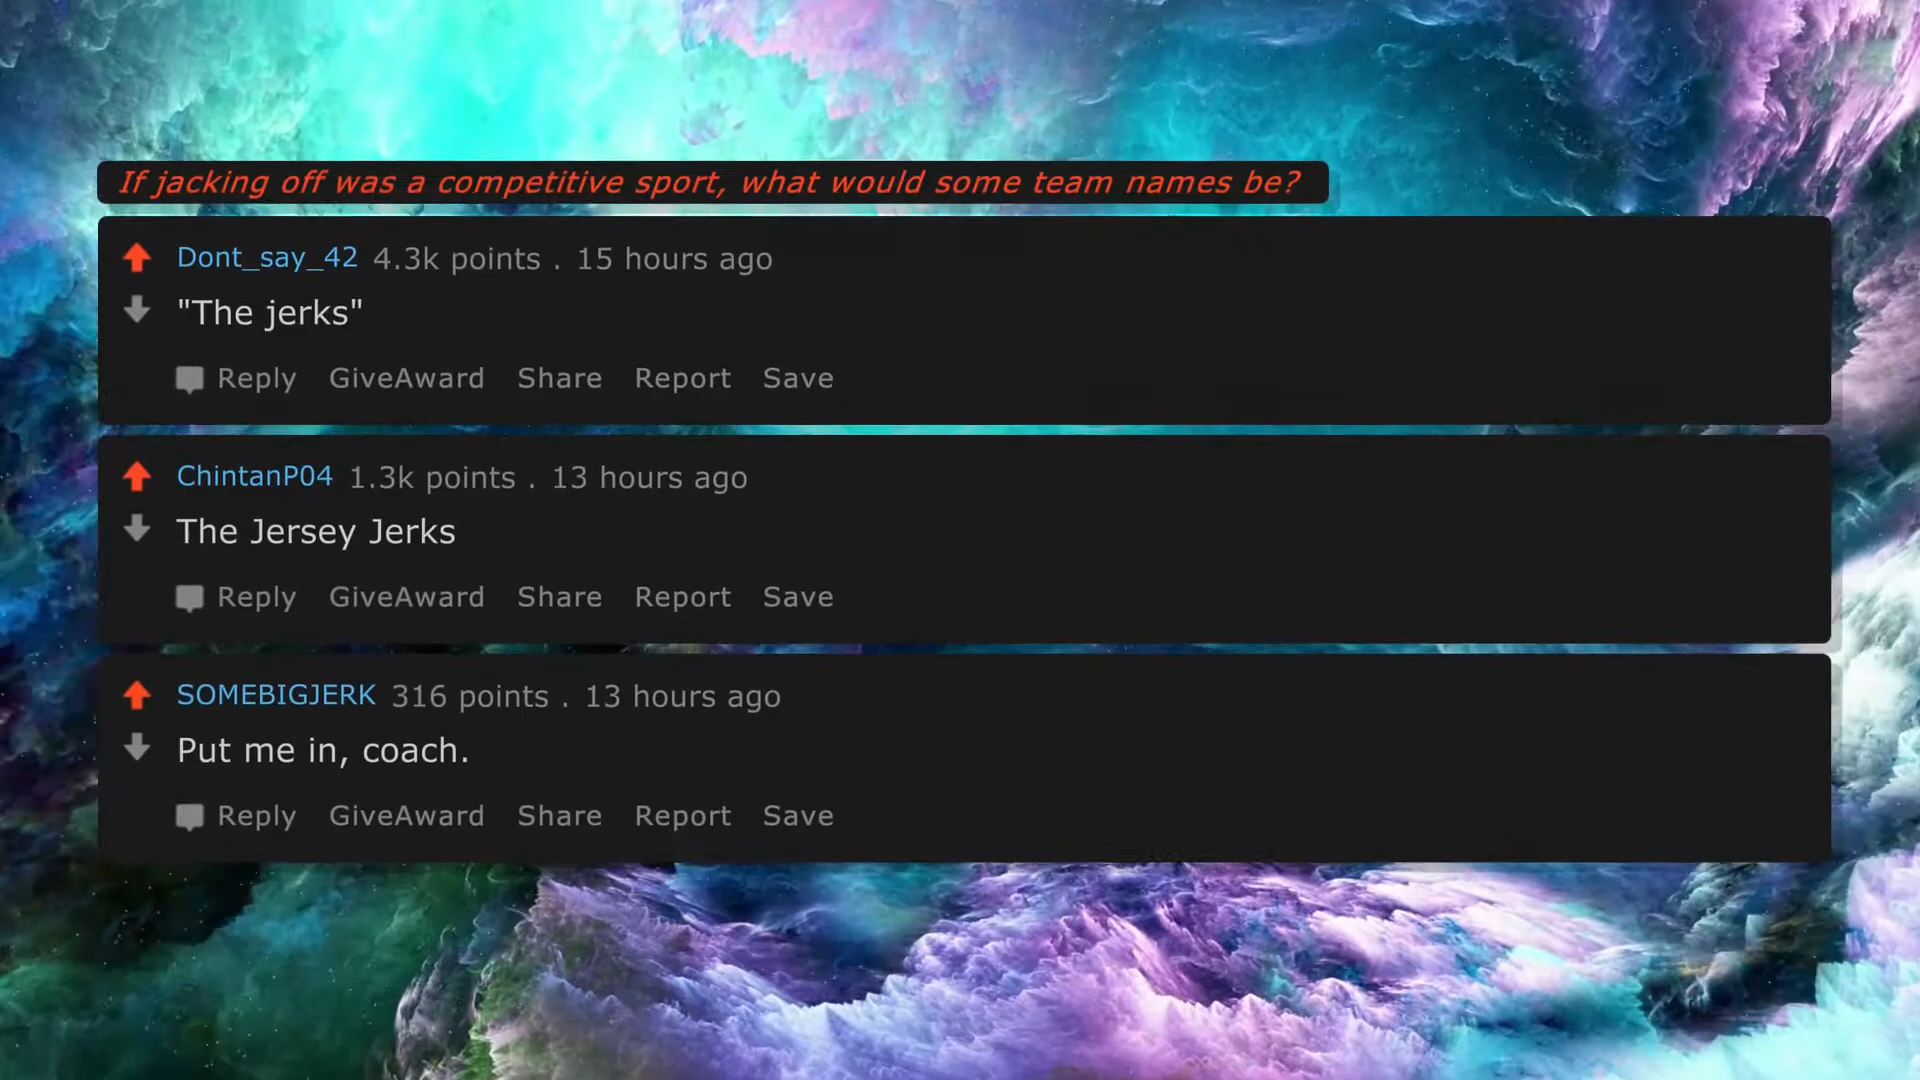 If jacking off was a competitive sport, what would some team names be?
Dont_say_42 4.3k points . 15 hours ago
"The jerks"
Reply GiveAward Share Report Save
ChintanP04 1.3k points . 13 hours ago
The Jersey Jerks
Reply GiveAward Share Report Save
SOMEBIGJERK 316 points . 13 hours ago
Put me in, coach.
Reply GiveAward Share Report Save